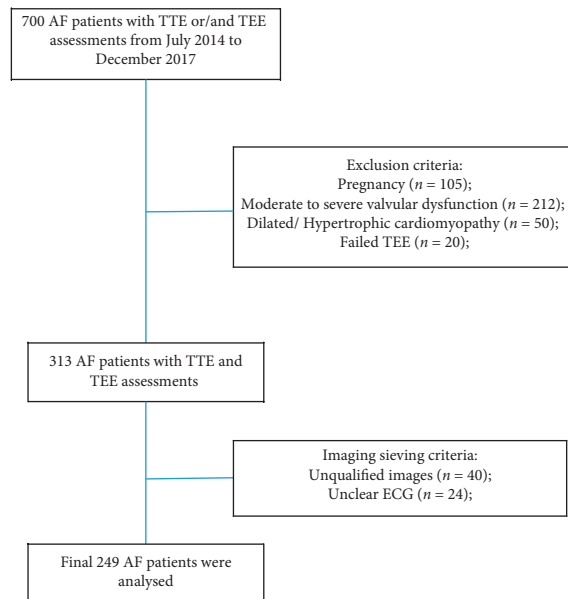 700 AF patients with TTE or/and TEE
assessments from July 2014 to
December 2017
Exclusion criteria:
Pregnancy (n = 105);
Moderate to severe valvular dysfunction (n = 212);
Dilated/ Hypertrophic cardiomyopathy (n = 50);
Failed TEE (n = 20);
313 AF patients with TTE and
TEE assessments
Imaging sieving criteria:
Unqualified images (n = 40);
Unclear ECG (n = 24);
Final 249 AF patients were
analysed